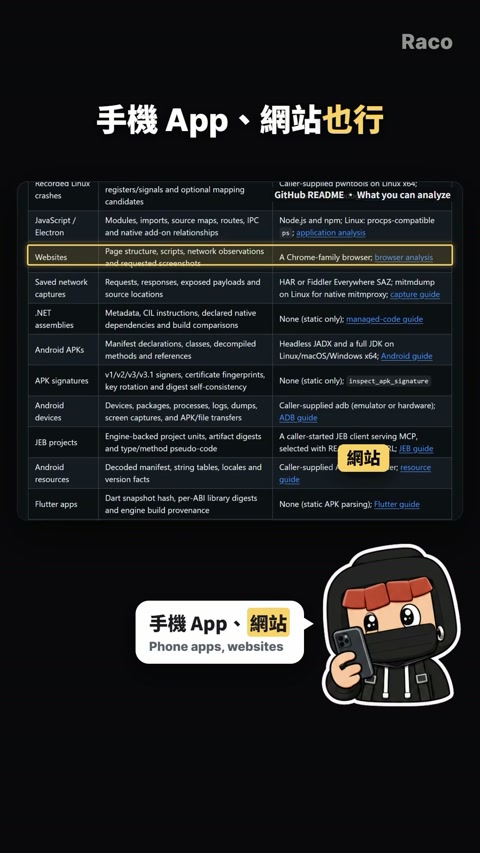 Raco
手機 App、網站也行
Recorded Linux
crashes
registers/signals and optional mapping
candidates
Caller-supplied pwntools on Linux x64;
GitHub README • What you can analyze
JavaScript /
Electron
Modules, imports, source maps, routes, IPC
and native add-on relationships
Node.js and npm; Linux: procps-compatible
ps ; application analysis
Websites
Page structure, scripts, network observations
and requested screenshots
A Chrome-family browser; browser analysis
Saved network
captures
Requests, responses, exposed payloads and
source locations
HAR or Fiddler Everywhere SAZ; mitmdump
on Linux for native mitmproxy; capture guide
.NET
assemblies
Metadata, CIL instructions, declared native
dependencies and build comparisons
None (static only); managed-code guide
Android APKs
Manifest declarations, classes, decompiled
methods and references
Headless JADX and a full JDK on
Linux/macOS/Windows x64; Android guide
APK signatures
v1/v2/v3/v3.1 signers, certificate fingerprints,
key rotation and digest self-consistency
None (static only); inspect_apk_signature
Android
devices
Devices, packages, processes, logs, dumps,
screen captures, and APK/file transfers
Caller-supplied adb (emulator or hardware);
ADB guide
JEB projects
Engine-backed project units, artifact digests
and type/method pseudo-code
A caller-started JEB client serving MCP,
selected with JEB guide
網站
Android
resources
Decoded manifest, string tables, locales and
version facts
Caller-supplied resource
guide
Flutter apps
Dart snapshot hash, per-ABI library digests
and engine build provenance
None (static APK parsing); Flutter guide
手機 App、網站
Phone apps, websites